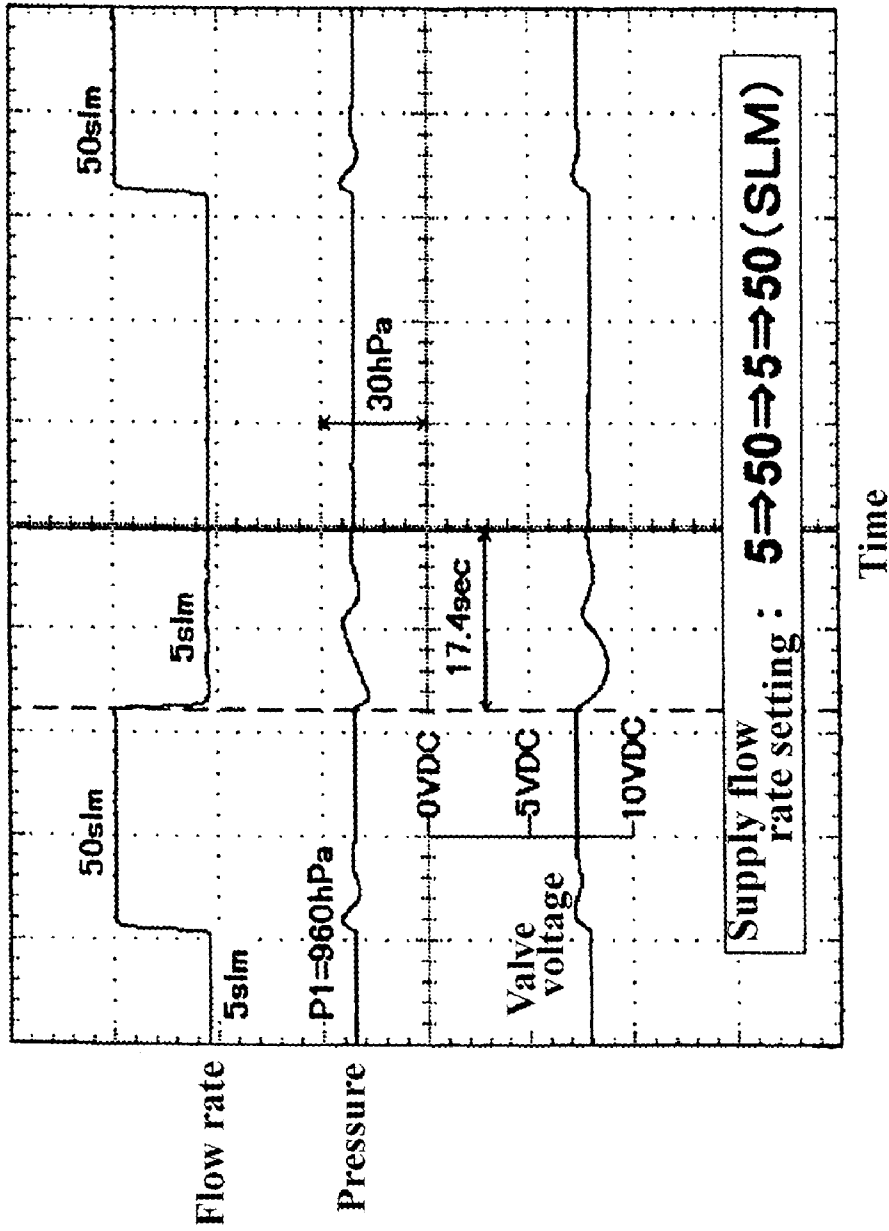 Flow rate
5slm
50slm
5slm
50slm
Pressure
P1=960hPa
30hPa
17.4sec
Valve
voltage
0VDC
5VDC
10VDC
Supply flow
rate setting : 5⇒50⇒5⇒50(SLM)
Time